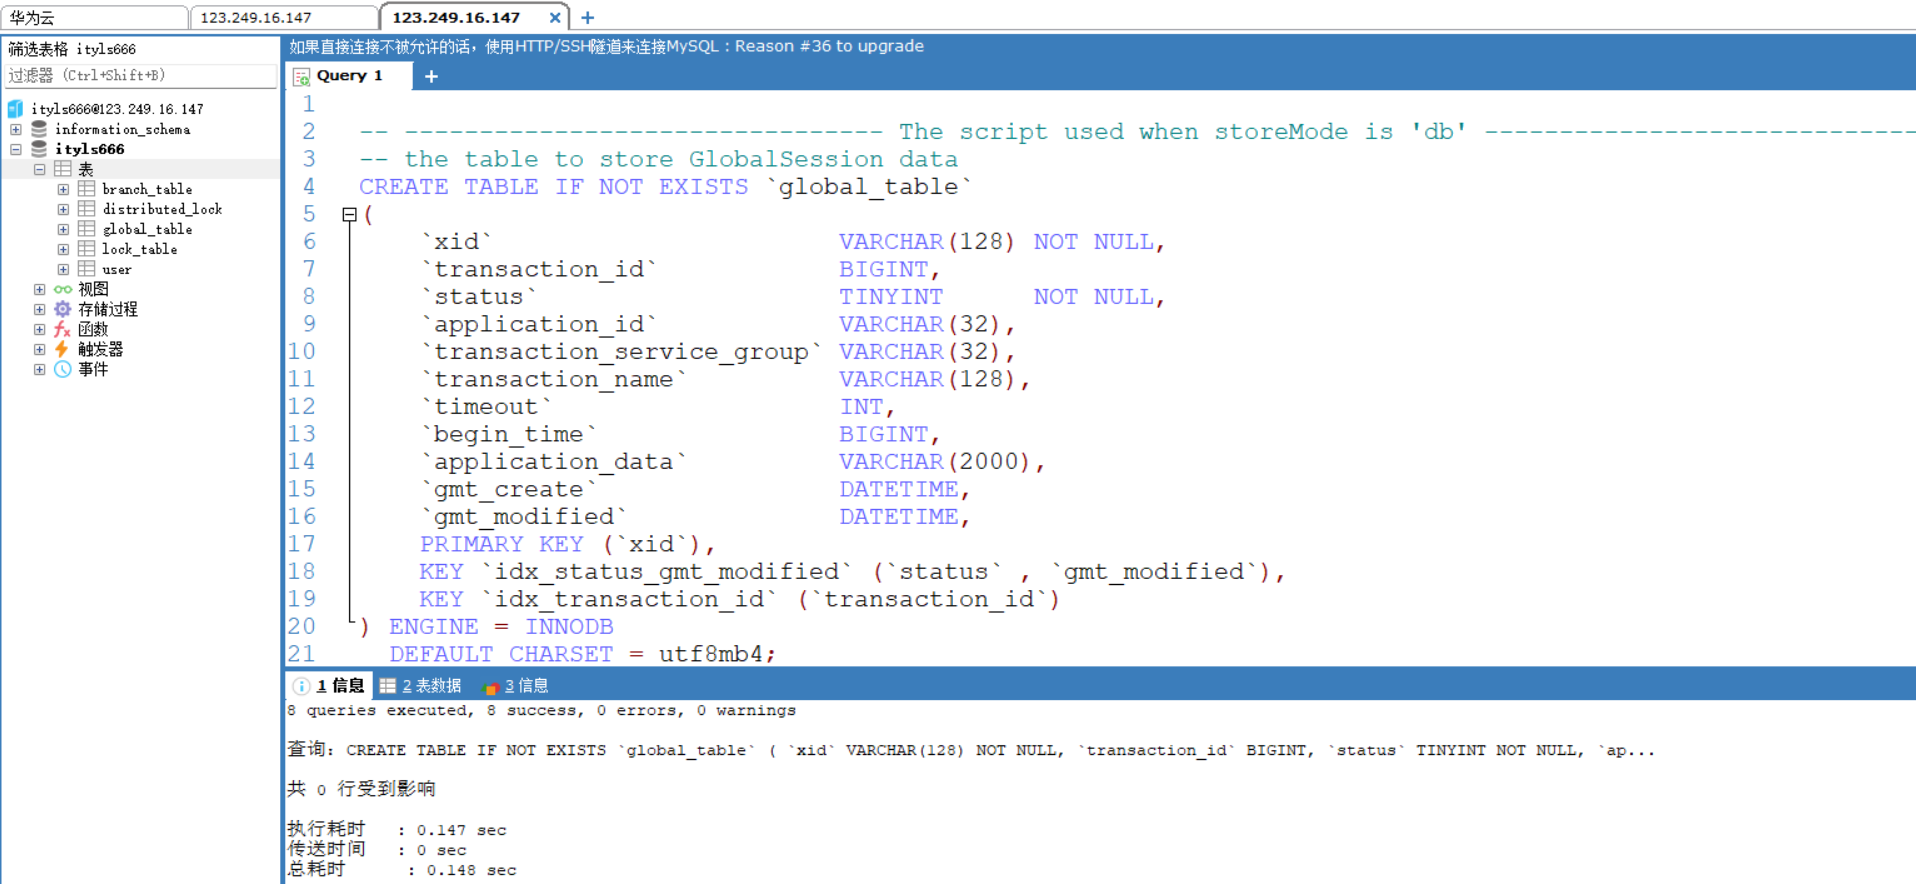 华为云
123.249.16.147
123.249.16.147
筛选表格 ityls666
过滤器 (Ctrl+Shift+B)
ityls666@123.249.16.147
information_schema
ityls666
表
branch_table
distributed_lock
global_table
lock_table
user
视图
存储过程
函数
触发器
事件
如果直接连接不被允许的话，使用HTTP/SSH隧道来连接MySQL : Reason #36 to upgrade
Query 1
1
2 -- -------------------------------- The script used when storeMode is 'db' -----------------------------
3 -- the table to store GlobalSession data
4 CREATE TABLE IF NOT EXISTS `global_table`
5 (
6 `xid` VARCHAR(128) NOT NULL,
7 `transaction_id` BIGINT,
8 `status` TINYINT NOT NULL,
9 `application_id` VARCHAR(32),
10 `transaction_service_group` VARCHAR(32),
11 `transaction_name` VARCHAR(128),
12 `timeout` INT,
13 `begin_time` BIGINT,
14 `application_data` VARCHAR(2000),
15 `gmt_create` DATETIME,
16 `gmt_modified` DATETIME,
17 PRIMARY KEY (`xid`),
18 KEY `idx_status_gmt_modified` (`status` , `gmt_modified`),
19 KEY `idx_transaction_id` (`transaction_id`)
20 ) ENGINE = INNODB
21 DEFAULT CHARSET = utf8mb4;
1 信息 2 表数据 3 信息
8 queries executed, 8 success, 0 errors, 0 warnings
查询: CREATE TABLE IF NOT EXISTS `global_table` ( `xid` VARCHAR(128) NOT NULL, `transaction_id` BIGINT, `status` TINYINT NOT NULL, `ap...
共 0 行受到影响
执行耗时 : 0.147 sec
传送时间 : 0 sec
总耗时 : 0.148 sec